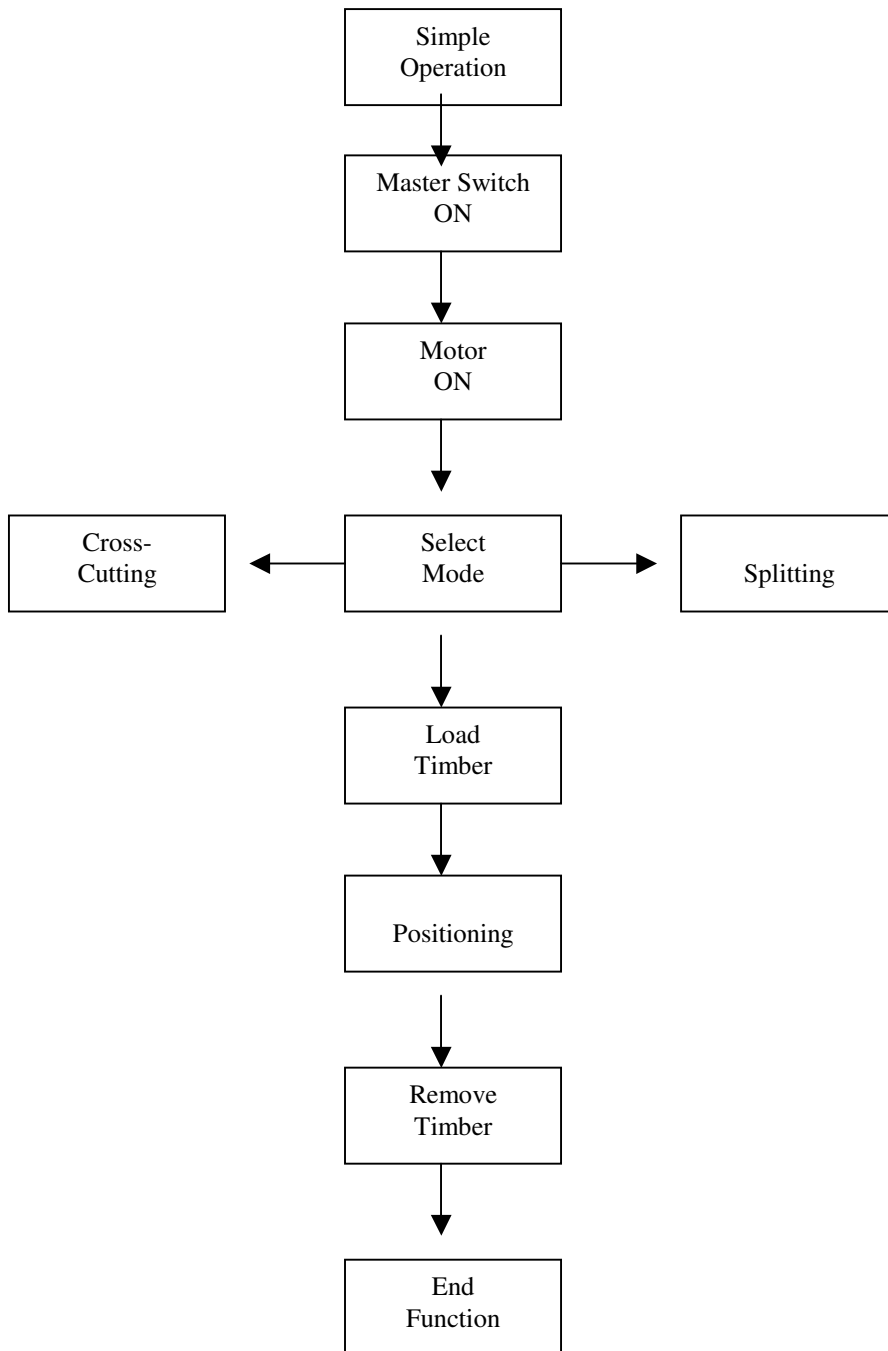 Simple
Operation
Master Switch
ON
Motor
ON
Cross-
Cutting
Select
Mode
Splitting
Load
Timber
Positioning
Remove
Timber
End
Function